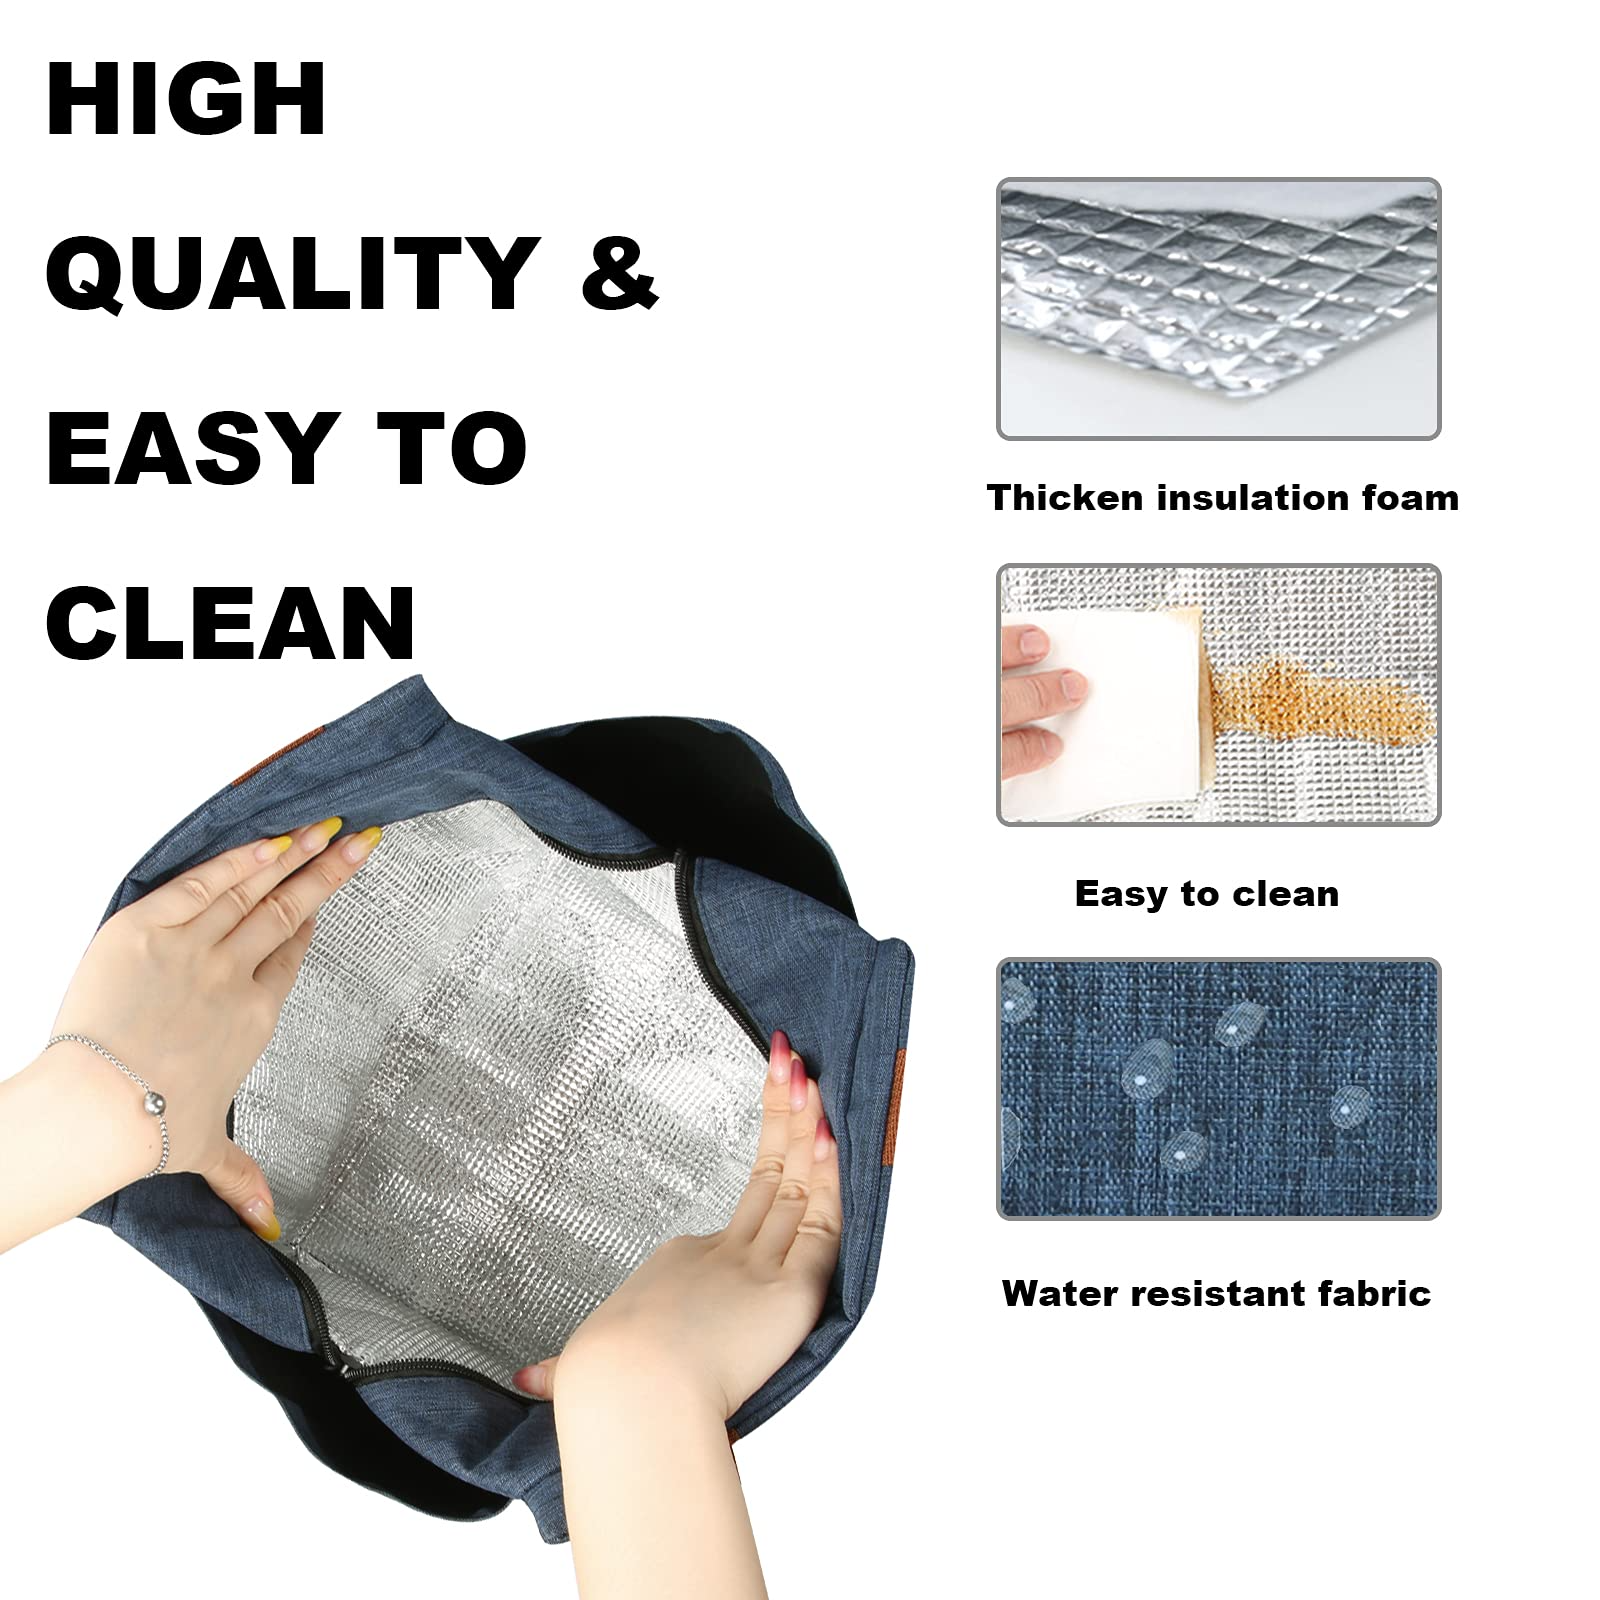 HIGH
QUALITY &
EASY TO
CLEAN
Thicken insulation foam
Easy to clean
Water resistant fabric